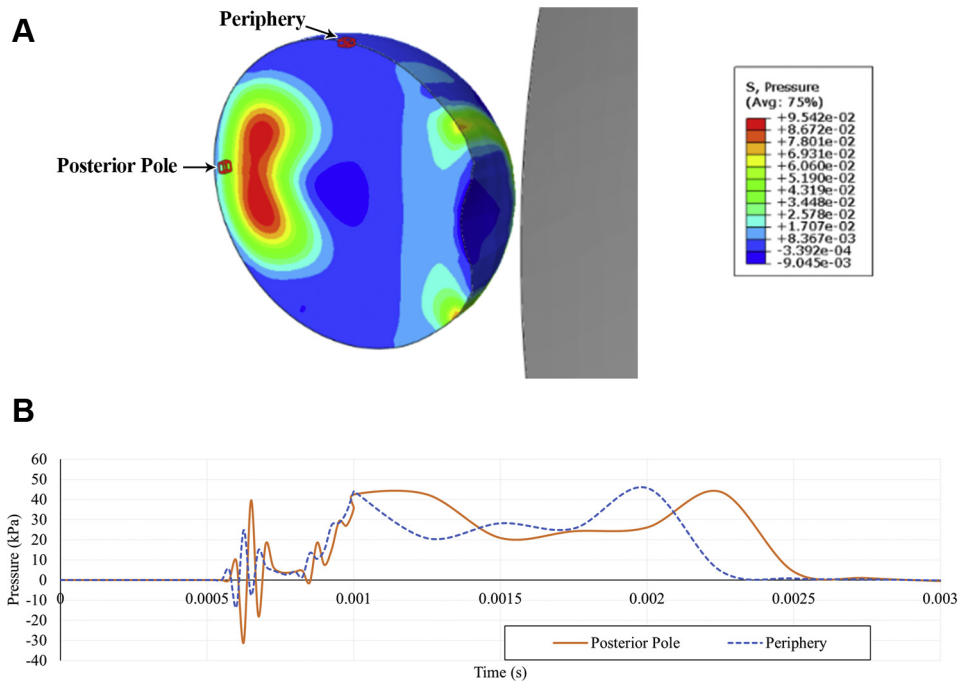 A
Periphery
Posterior Pole
S, Pressure
(Avg: 75%)
+9.542e-02
+8.672e-02
+7.801e-02
+6.931e-02
+6.060e-02
+5.190e-02
+4.319e-02
+3.448e-02
+2.578e-02
+1.707e-02
+8.367e-03
-3.392e-04
-9.045e-03
B
Pressure (kPa)
60
50
40
30
20
10
0
-10
-20
-30
-40
0
0.0005
0.001
0.0015
0.002
0.0025
0.003
Posterior Pole
Periphery
Time (s)